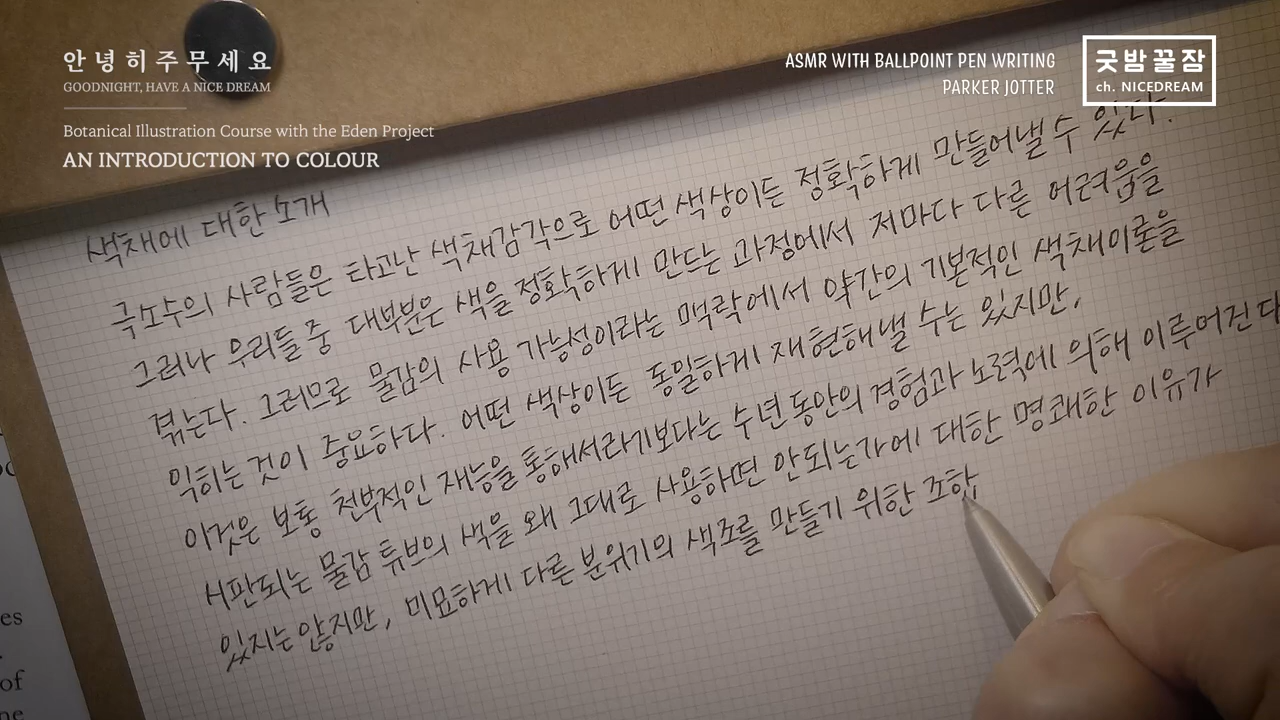 안녕히주무세요
GOODNIGHT, HAVE A NICE DREAM
Botanical Illustration Course with the Eden Project
AN INTRODUCTION TO COLOUR
ASMR WITH BALLPOINT PEN WRITING
PARKER JOTTER
굿밤꿀잠
ch. NICEDREAM
색채에 대한 소개
극소수의 사람들은 타고난 색채감각으로 어떤 색상이든 정확하게 만들어낼 수 있다.
그러나 우리들 중 대부분은 색을 정확하게 만드는 과정에서 저마다 다른 어려움을
겪는다. 그러므로 물감의 사용 가능성이라는 맥락에서 약간의 기본적인 색채이론을
익히는 것이 중요하다. 어떤 색상이든 동일하게 재현해낼 수는 있지만,
이것은 보통 천부적인 재능을 통해서라기보다는 수년 동안의 경험과 노력에 의해 이루어진다
시판되는 물감 튜브의 색을 왜 그대로 사용하면 안되는가에 대한 명쾌한 이유가
있지는 않지만, 미묘하게 다른 분위기의 색조를 만들기 위한 조합
es
of